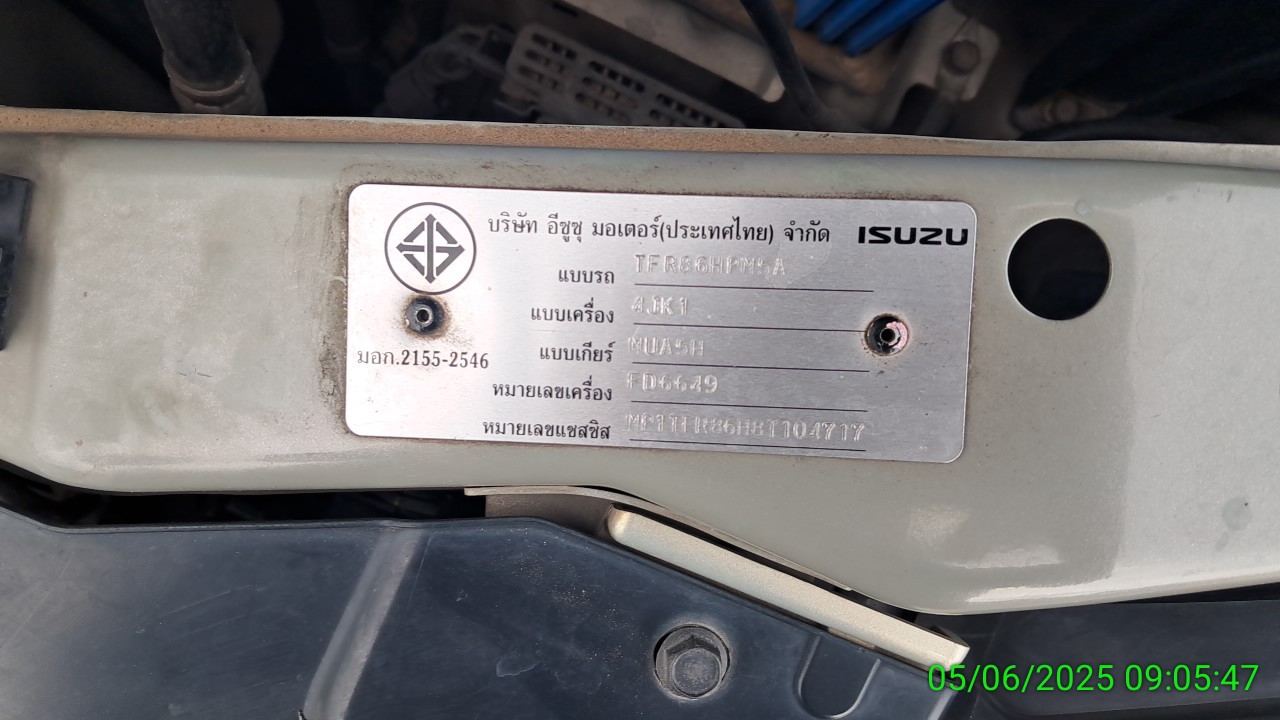 บริษัท อีซูซุ มอเตอร์(ประเทศไทย) จำกัด ISUZU
แบบรถ TFR86HPM5A
แบบเครื่อง 4JK1
แบบเกียร์ MUA5H
มอก.2155-2546
หมายเลขเครื่อง FD6649
หมายเลขแชสซิส MP1TFR86H8T104717
05/06/2025 09:05:47